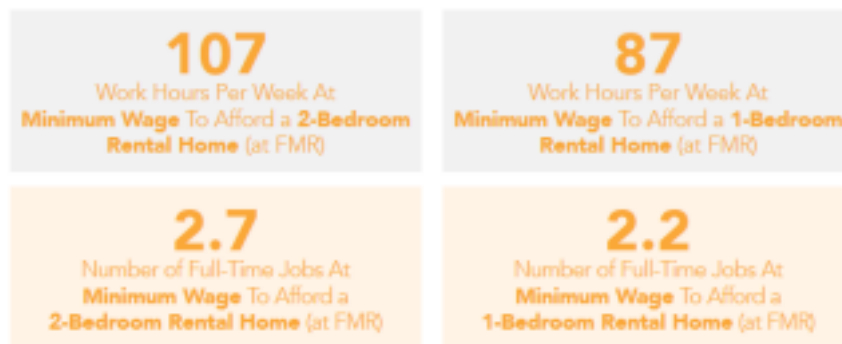 107
Work Hours Per Week At
Minimum Wage To Afford a 2-Bedroom
Rental Home (at FMR)
87
Work Hours Per Week At
Minimum Wage To Afford a 1-Bedroom
Rental Home (at FMR)
2.7
Number of Full-Time Jobs At
Minimum Wage To Afford a
2-Bedroom Rental Home (at FMR)
2.2
Number of Full-Time Jobs At
Minimum Wage To Afford a
1-Bedroom Rental Home (at FMR)